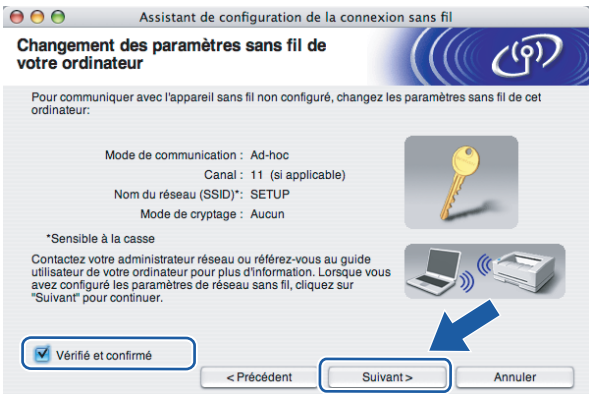 Assistant de configuration de la connexion sans fil
Changement des paramètres sans fil de
votre ordinateur
Pour communiquer avec l'appareil sans fil non configuré, changez les paramètres sans fil de cet
ordinateur:
Mode de communication : Ad-hoc
Canal : 11 (si applicable)
Nom du réseau (SSID)*: SETUP
Mode de cryptage : Aucun
*Sensible à la casse
Contactez votre administrateur réseau ou référez-vous au guide
utilisateur de votre ordinateur pour plus d'information. Lorsque vous
avez configuré les paramètres de réseau sans fil, cliquez sur
"Suivant" pour continuer.
Vérifié et confirmé
< Précédent Suivant > Annuler